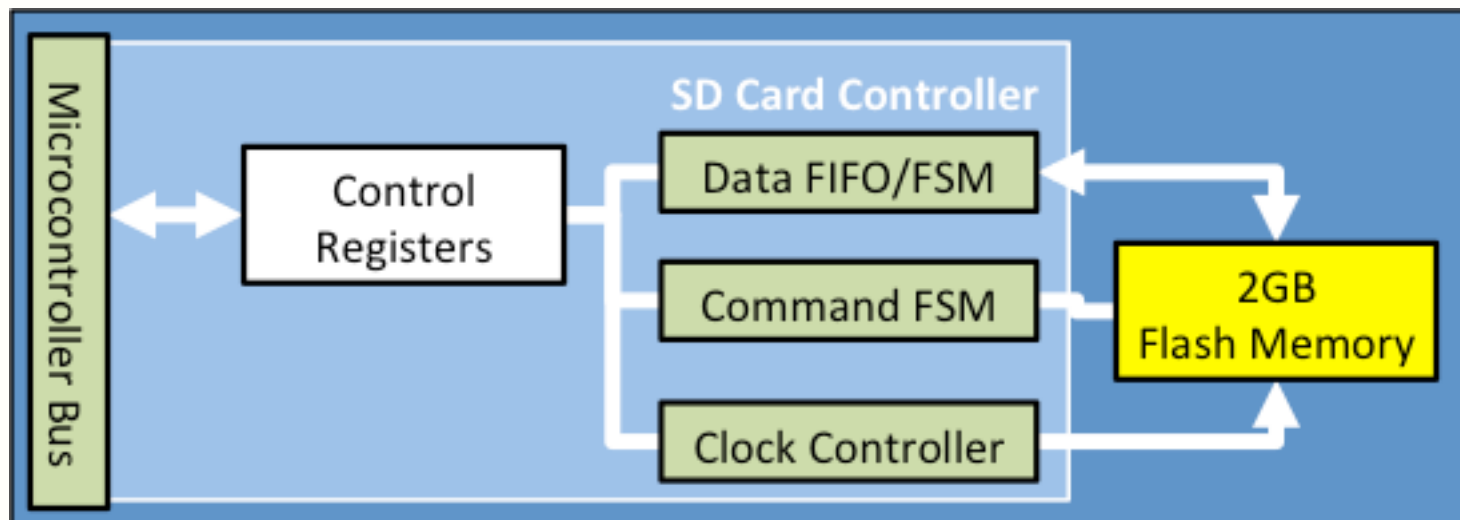 Microcontroller Bus
SD Card Controller
Control
Registers
Data FIFO/FSM
Command FSM
Clock Controller
2GB
Flash Memory